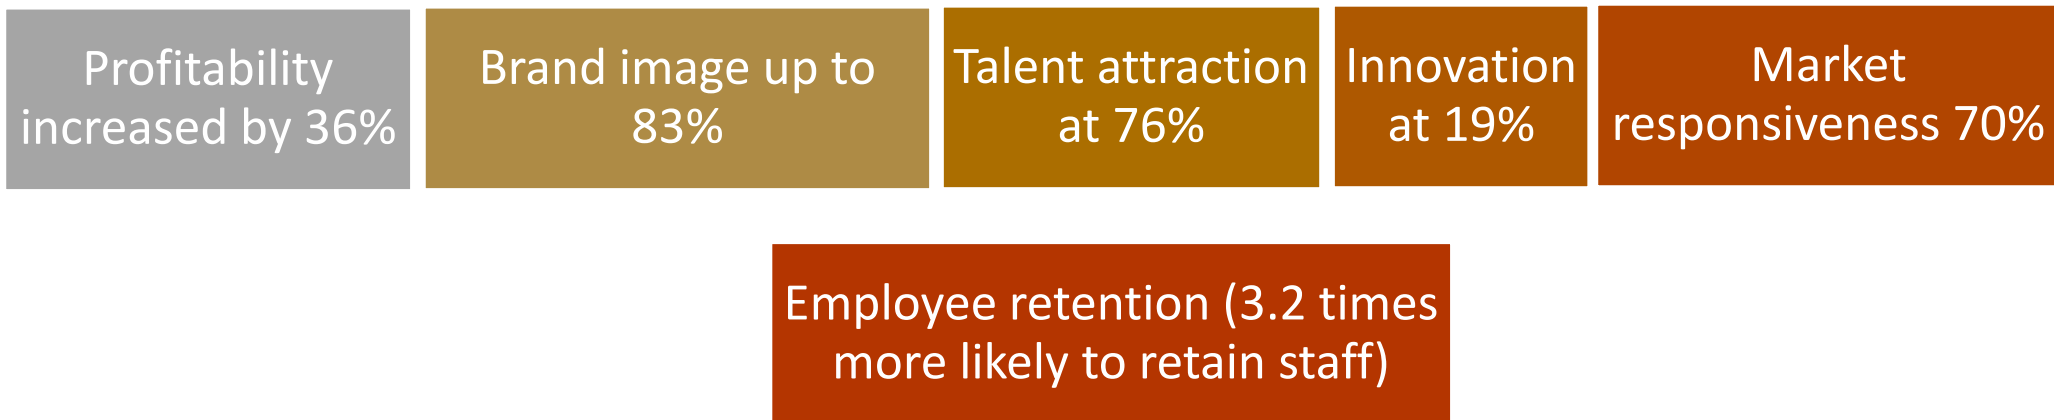 Profitability
increased by 36%
Brand image up to
83%
Talent attraction
at 76%
Innovation
at 19%
Market
responsiveness 70%
Employee retention (3.2 times
more likely to retain staff)